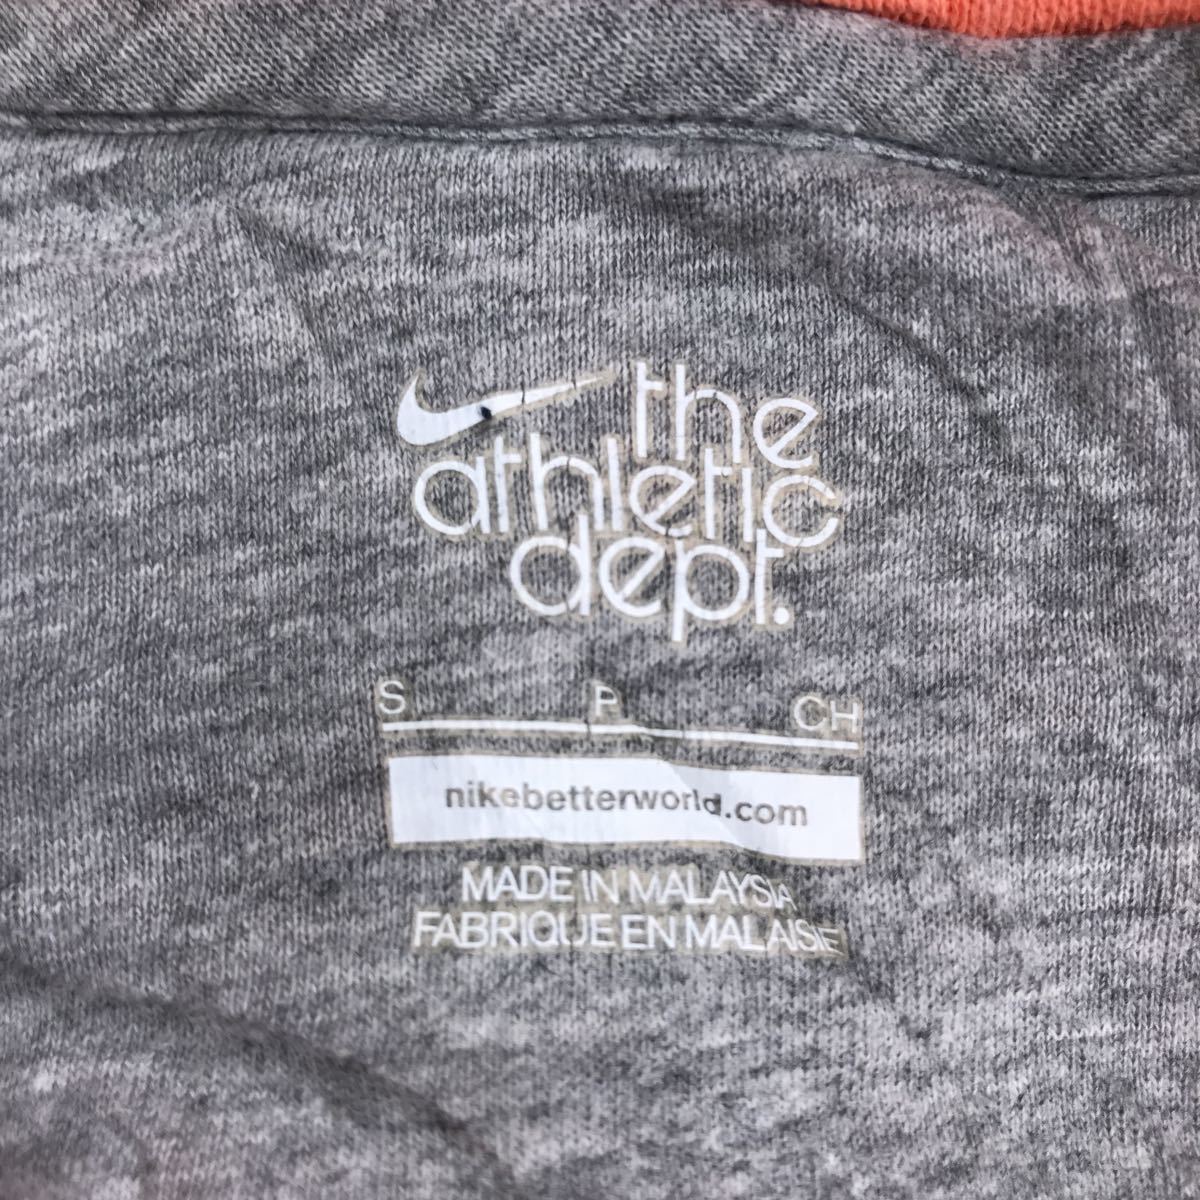 the
athletic
dept.
S P CH
nikebetterworld.com
MADE IN MALAYSIA
FABRIQUE EN MALAISIE